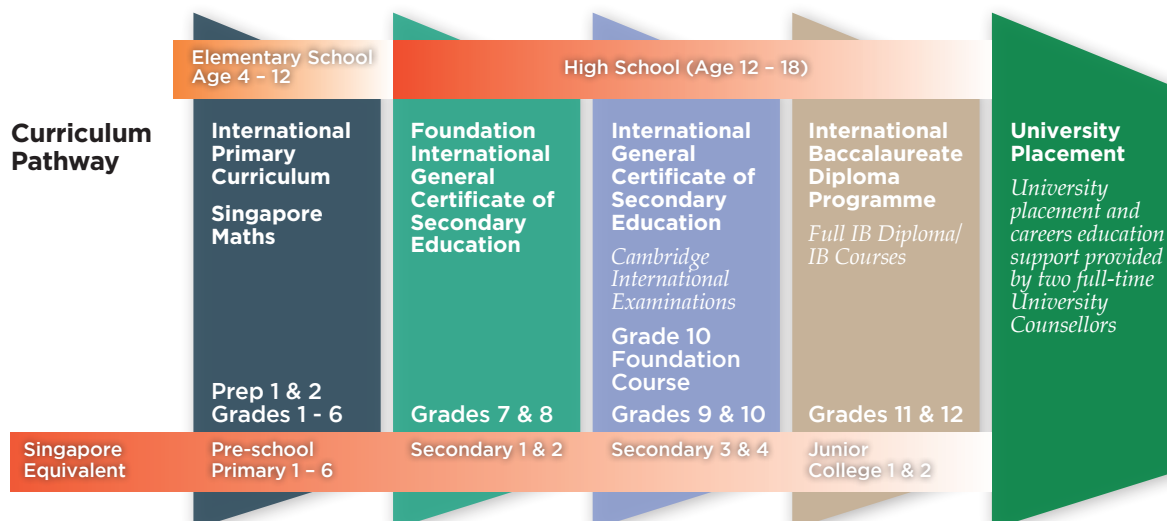 Elementary School
Age 4 – 12
High School (Age 12 – 18)
Curriculum
Pathway
International
Primary
Curriculum
Singapore
Maths
Prep 1 & 2
Grades 1 - 6
Foundation
International
General
Certificate of
Secondary
Education
Grades 7 & 8
International
General
Certificate of
Secondary
Education
Cambridge
International
Examinations
Grade 10
Foundation
Course
Grades 9 & 10
International
Baccalaureate
Diploma
Programme
Full IB Diploma/
IB Courses
Grades 11 & 12
University
Placement
University
placement and
careers education
support provided
by two full-time
University
Counsellors
Singapore
Equivalent
Pre-school
Primary 1 – 6
Secondary 1 & 2
Secondary 3 & 4
Junior
College 1 & 2